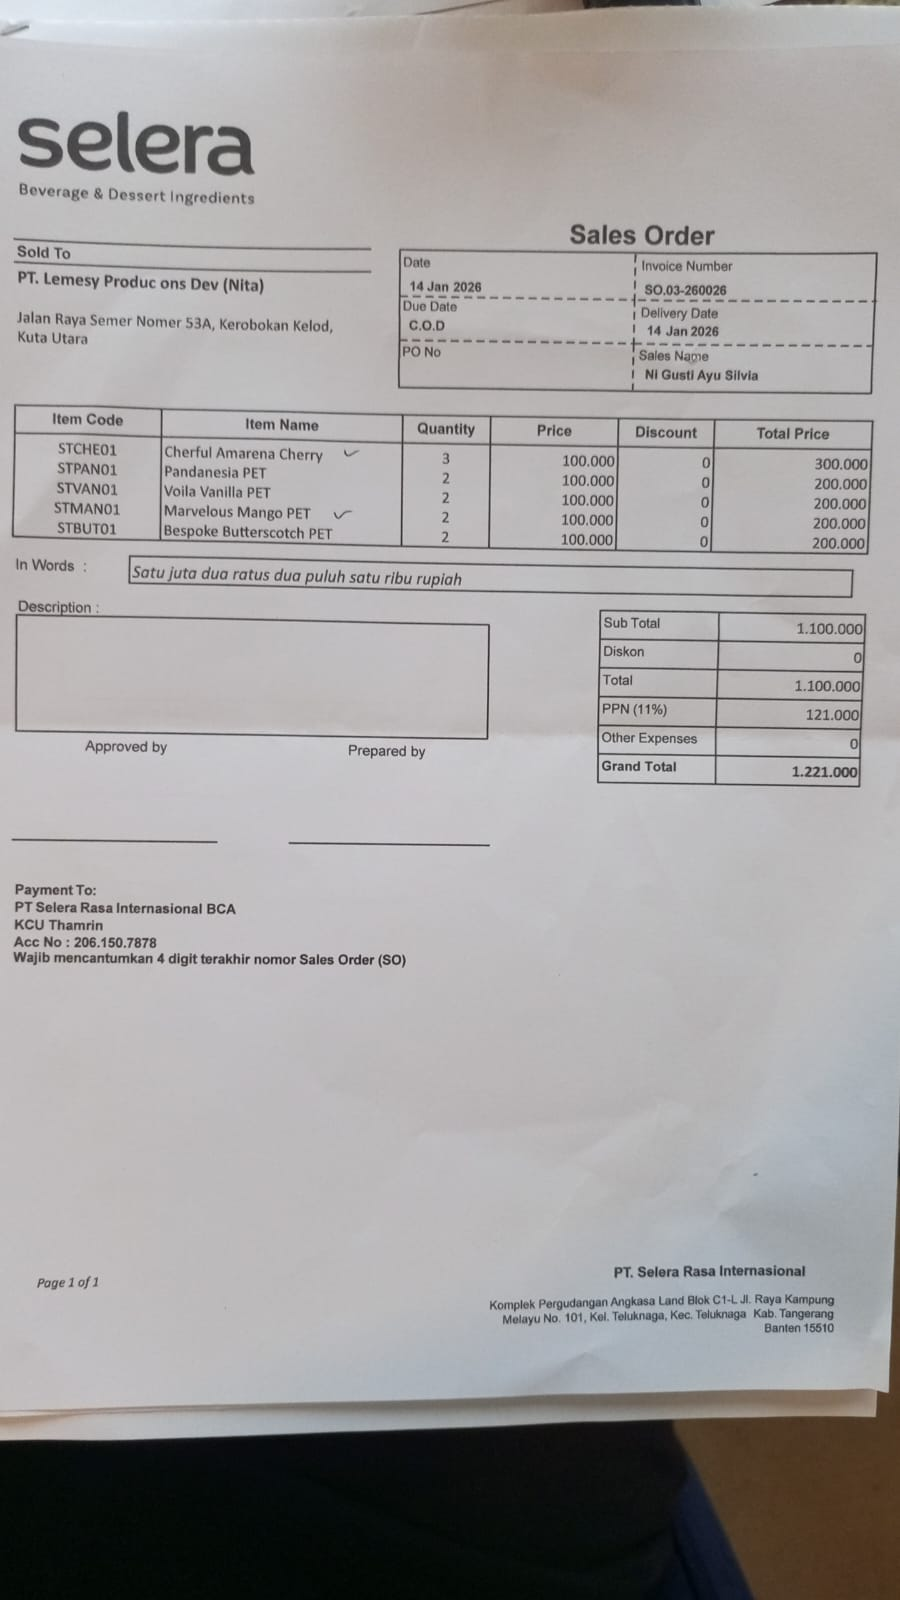 selera
Beverage & Dessert Ingredients
Sales Order
Sold To
PT. Lemesy Produc ons Dev (Nita)
Jalan Raya Semer Nomer 53A, Kerobokan Kelod,
Kuta Utara
Date
14 Jan 2026
Invoice Number
SO.03-260026
Due Date
C.O.D
Delivery Date
14 Jan 2026
PO No
Sales Name
Ni Gusti Ayu Silvia
Item Code Item Name Quantity Price Discount Total Price
STCHE01 Cherful Amarena Cherry 3 100.000 0 300.000
STPAN01 Pandanesia PET 2 100.000 0 200.000
STVAN01 Voila Vanilla PET 2 100.000 0 200.000
STMAN01 Marvelous Mango PET 2 100.000 0 200.000
STBUT01 Bespoke Butterscotch PET 2 100.000 0 200.000
In Words : Satu juta dua ratus dua puluh satu ribu rupiah
Description :
Sub Total 1.100.000
Diskon 0
Total 1.100.000
PPN (11%) 121.000
Other Expenses 0
Grand Total 1.221.000
Approved by Prepared by
Payment To:
PT Selera Rasa Internasional BCA
KCU Thamrin
Acc No : 206.150.7878
Wajib mencantumkan 4 digit terakhir nomor Sales Order (SO)
Page 1 of 1
PT. Selera Rasa Internasional
Komplek Pergudangan Angkasa Land Blok C1-L Jl. Raya Kampung
Melayu No. 101, Kel. Teluknaga, Kec. Teluknaga Kab. Tangerang
Banten 15510